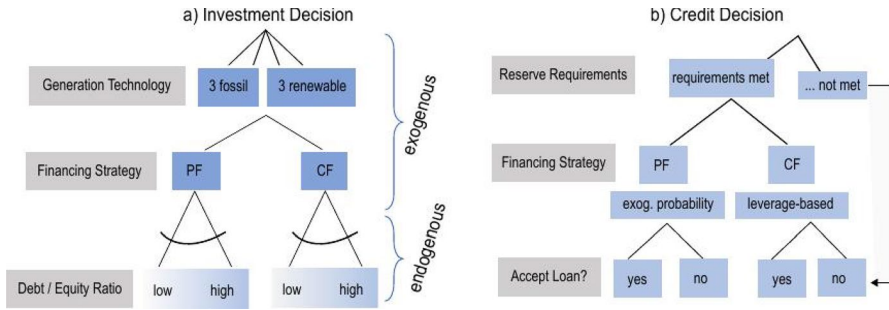 a) Investment Decision
Generation Technology
3 fossil
3 renewable
exogenous
Financing Strategy
PF
CF
endogenous
Debt / Equity Ratio
low
high
low
high
b) Credit Decision
Reserve Requirements
requirements met
... not met
Financing Strategy
PF
CF
exog. probability
leverage-based
Accept Loan?
yes
no
yes
no